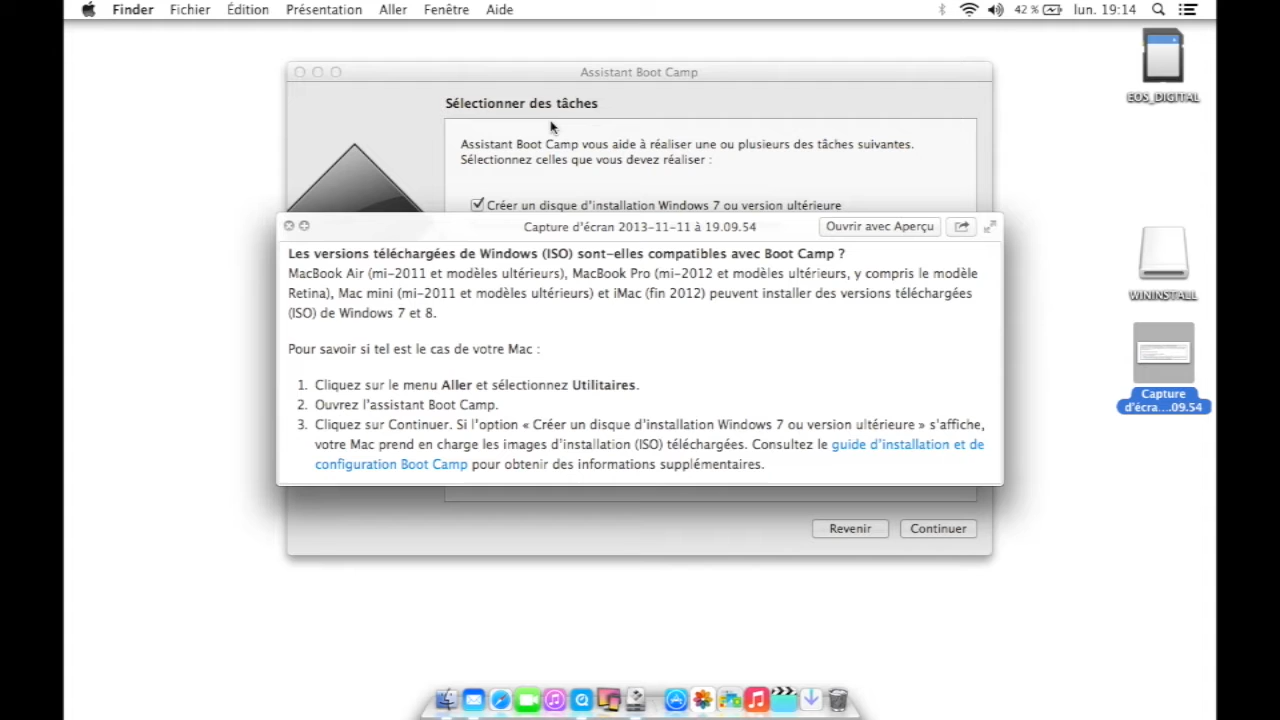 Finder Fichier Édition Présentation Aller Fenêtre Aide 42 % lun. 19:14
EOS_DIGITAL
Assistant Boot Camp
Sélectionner des tâches
Assistant Boot Camp vous aide à réaliser une ou plusieurs des tâches suivantes.
Sélectionnez celles que vous devez réaliser :
Créer un disque d'installation Windows 7 ou version ultérieure
Capture d'écran 2013-11-11 à 19.09.54 Ouvrir avec Aperçu
Les versions téléchargées de Windows (ISO) sont-elles compatibles avec Boot Camp ?
MacBook Air (mi-2011 et modèles ultérieurs), MacBook Pro (mi-2012 et modèles ultérieurs, y compris le modèle
Retina), Mac mini (mi-2011 et modèles ultérieurs) et iMac (fin 2012) peuvent installer des versions téléchargées
(ISO) de Windows 7 et 8.
Pour savoir si tel est le cas de votre Mac :
1. Cliquez sur le menu Aller et sélectionnez Utilitaires.
2. Ouvrez l'assistant Boot Camp.
3. Cliquez sur Continuer. Si l'option « Créer un disque d'installation Windows 7 ou version ultérieure » s'affiche,
votre Mac prend en charge les images d'installation (ISO) téléchargées. Consultez le guide d'installation et de
configuration Boot Camp pour obtenir des informations supplémentaires.
Revenir Continuer
WININSTALL
Capture
d'écra....09.54